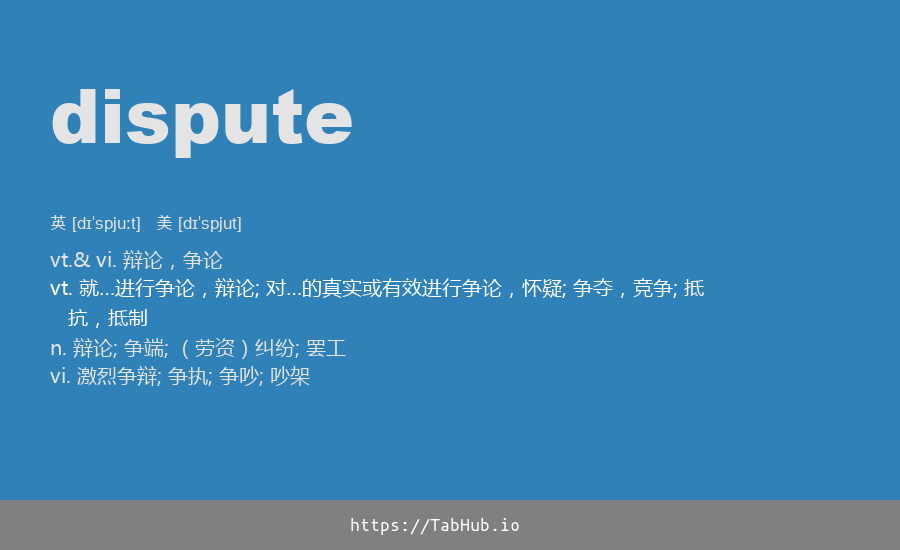 dispute
英 [dɪˈspjuːt] 美 [dɪˈspjut]
vt.& vi. 辩论，争论
vt. 就…进行争论，辩论; 对…的真实或有效进行争论，怀疑; 争夺，竞争; 抵
抗，抵制
n. 辩论; 争端; （劳资）纠纷; 罢工
vi. 激烈争辩; 争执; 争吵; 吵架
https://TabHub.io